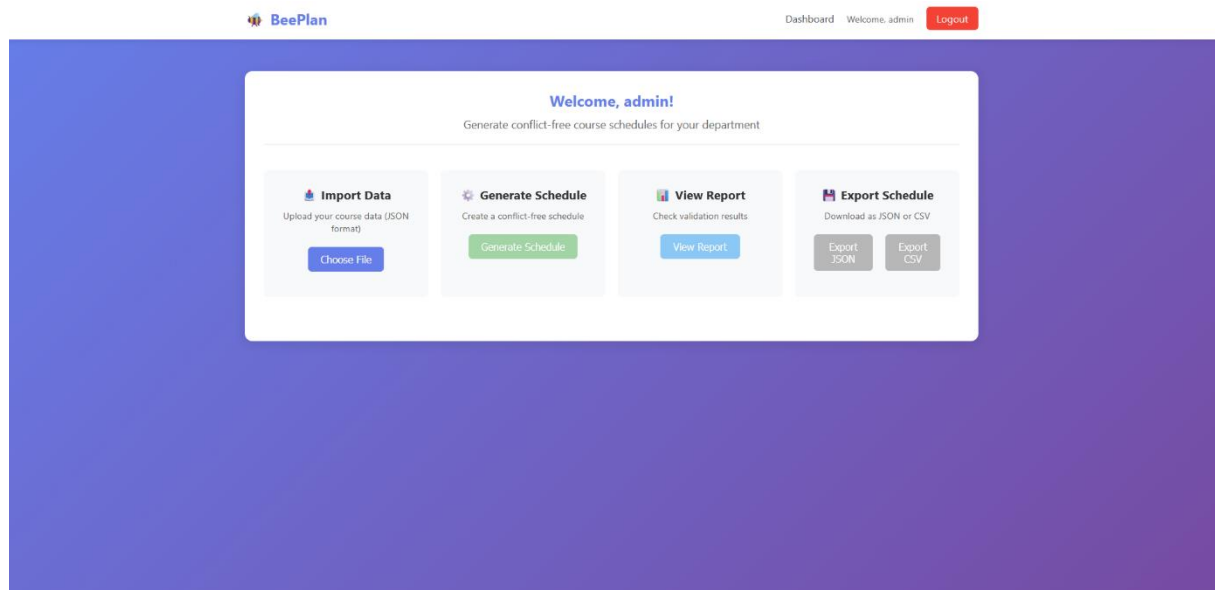 BeePlan
Dashboard Welcome, admin Logout
Welcome, admin!
Generate conflict-free course schedules for your department
Import Data
Upload your course data (JSON
format)
Choose File
Generate Schedule
Create a conflict-free schedule
Generate Schedule
View Report
Check validation results
View Report
Export Schedule
Download as JSON or CSV
Export
JSON
Export
CSV